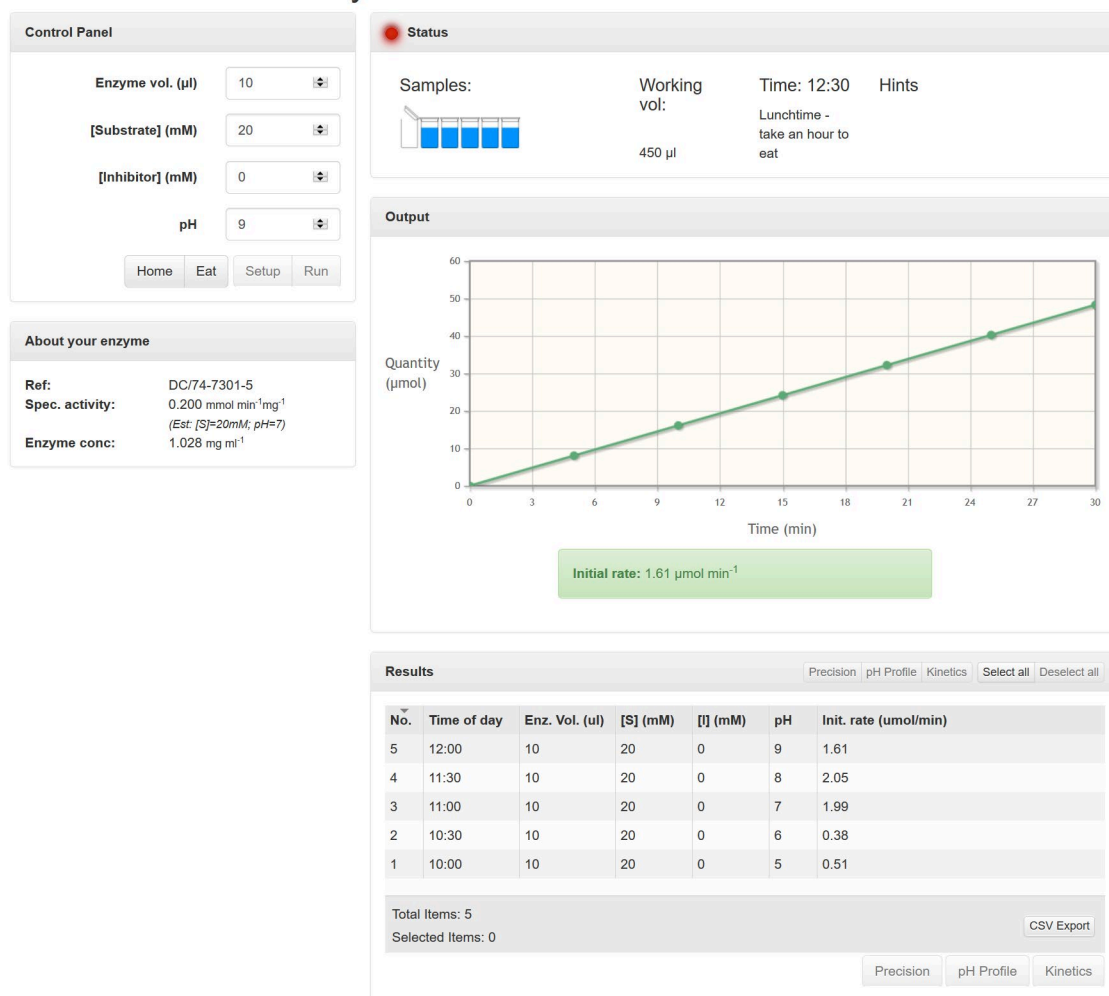 Control Panel
Enzyme vol. (µl) 10
[Substrate] (mM) 20
[Inhibitor] (mM) 0
pH 9
Home Eat Setup Run
About your enzyme
Ref: DC/74-7301-5
Spec. activity: 0.200 mmol min-1mg-1
(Est: [S]=20mM; pH=7)
Enzyme conc: 1.028 mg ml-1
Status
Samples:
Working
vol:
450 µl
Time: 12:30
Lunchtime -
take an hour to
eat
Hints
Output
60
50
40
30
20
10
0
Quantity
(µmol)
0 3 6 9 12 15 18 21 24 27 30
Time (min)
Initial rate: 1.61 µmol min-1
Results Precision pH Profile Kinetics Select all Deselect all
No. Time of day Enz. Vol. (ul) [S] (mM) [I] (mM) pH Init. rate (umol/min)
5 12:00 10 20 0 9 1.61
4 11:30 10 20 0 8 2.05
3 11:00 10 20 0 7 1.99
2 10:30 10 20 0 6 0.38
1 10:00 10 20 0 5 0.51
Total Items: 5
Selected Items: 0
CSV Export
Precision pH Profile Kinetics